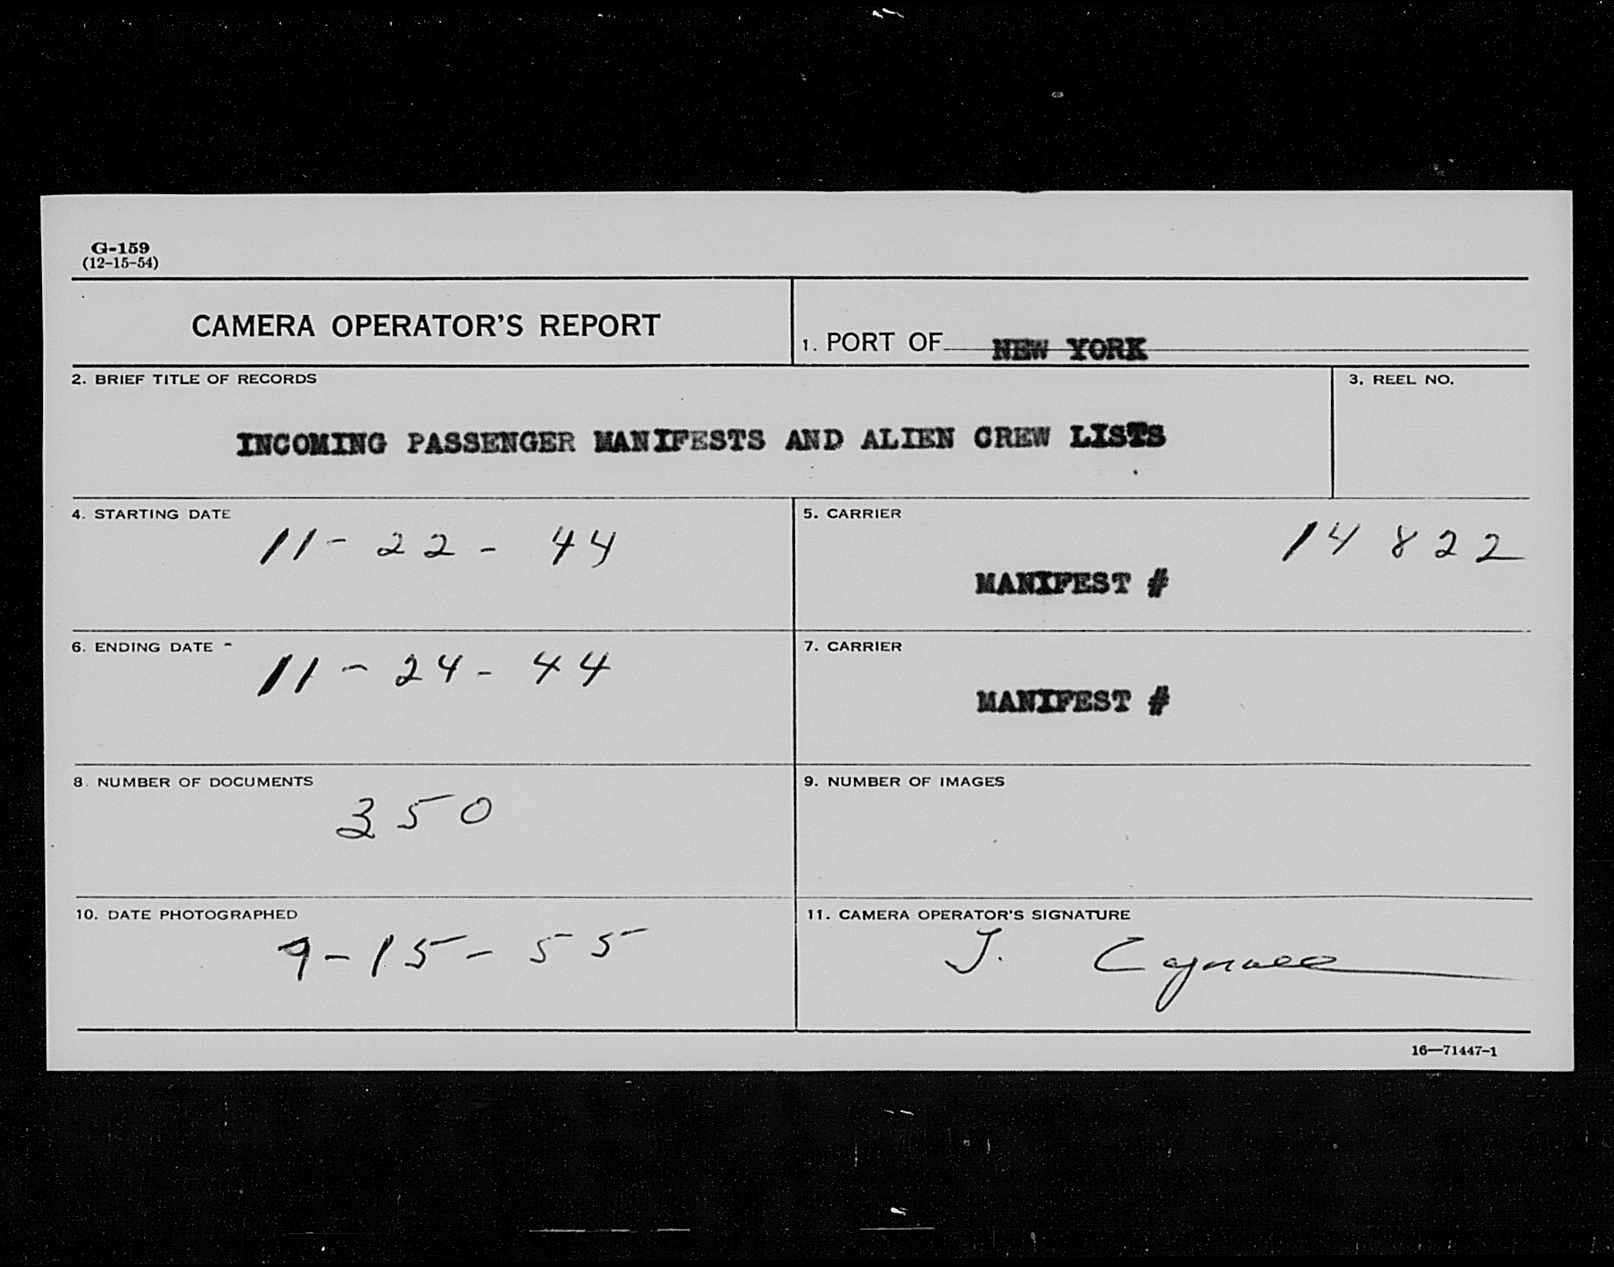 G-159
(12-15-54)
CAMERA OPERATOR'S REPORT
1. PORT OF NEW YORK
2. BRIEF TITLE OF RECORDS
3. REEL NO.
INCOMING PASSENGER MANIFESTS AND ALIEN CREW LISTS
4. STARTING DATE
11-22-44
5. CARRIER
14822
MANIFEST #
6. ENDING DATE
11-24-44
7. CARRIER
MANIFEST #
8. NUMBER OF DOCUMENTS
350
9. NUMBER OF IMAGES
10. DATE PHOTOGRAPHED
9-15-55
11. CAMERA OPERATOR'S SIGNATURE
J.
16—71447-1